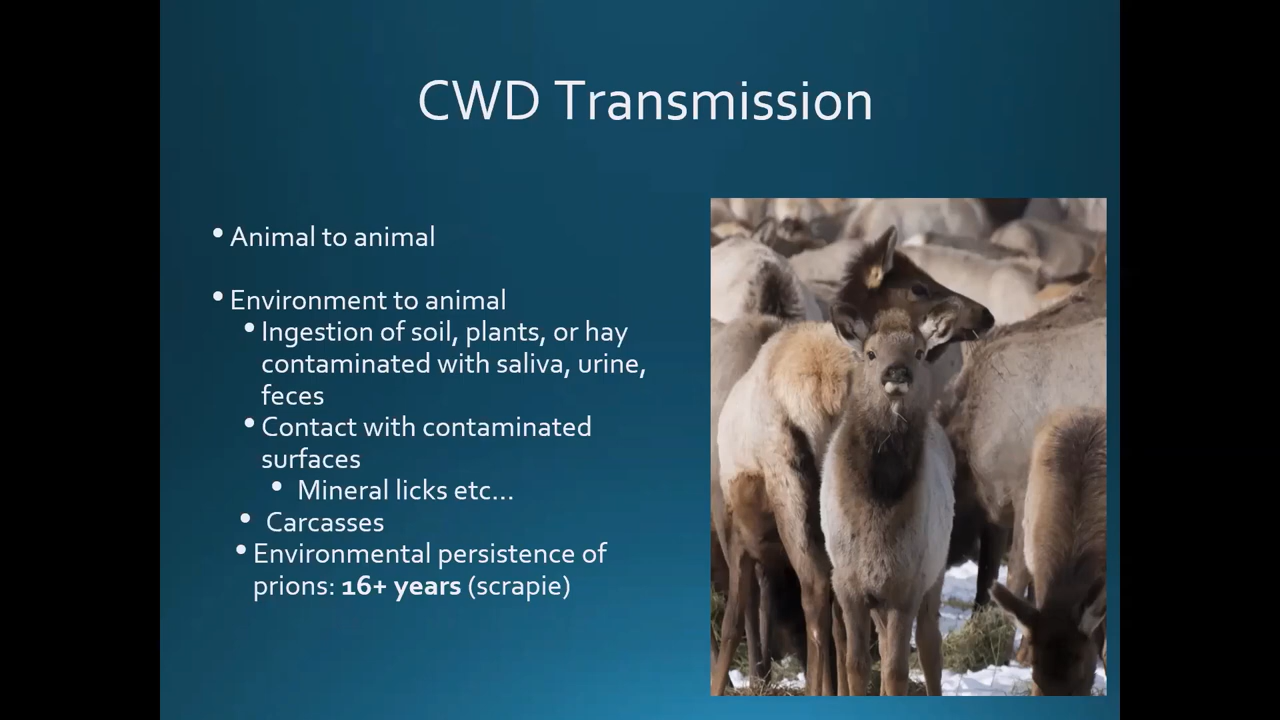 CWD Transmission
• Animal to animal
• Environment to animal
• Ingestion of soil, plants, or hay
contaminated with saliva, urine,
feces
• Contact with contaminated
surfaces
• Mineral licks etc...
• Carcasses
• Environmental persistence of
prions: 16+ years (scrapie)